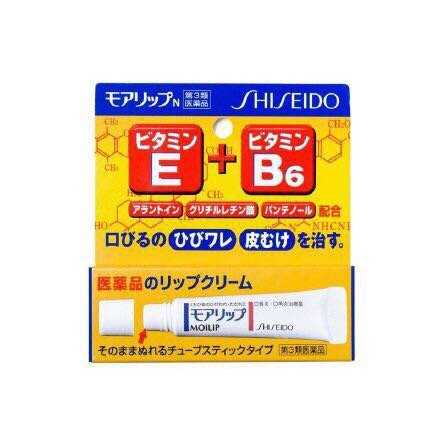 モアリップN 第3類医薬品 SHISEIDO
ビタミンE + ビタミンB6
アラントイン グリチルレチン酸 パンテノール 配合
口びるの ひびワレ 皮むけ を治す。
医薬品のリップクリーム
モアリップ
MOILIP SHISEIDO
そのままぬれるチューブスティックタイプ 第3類医薬品